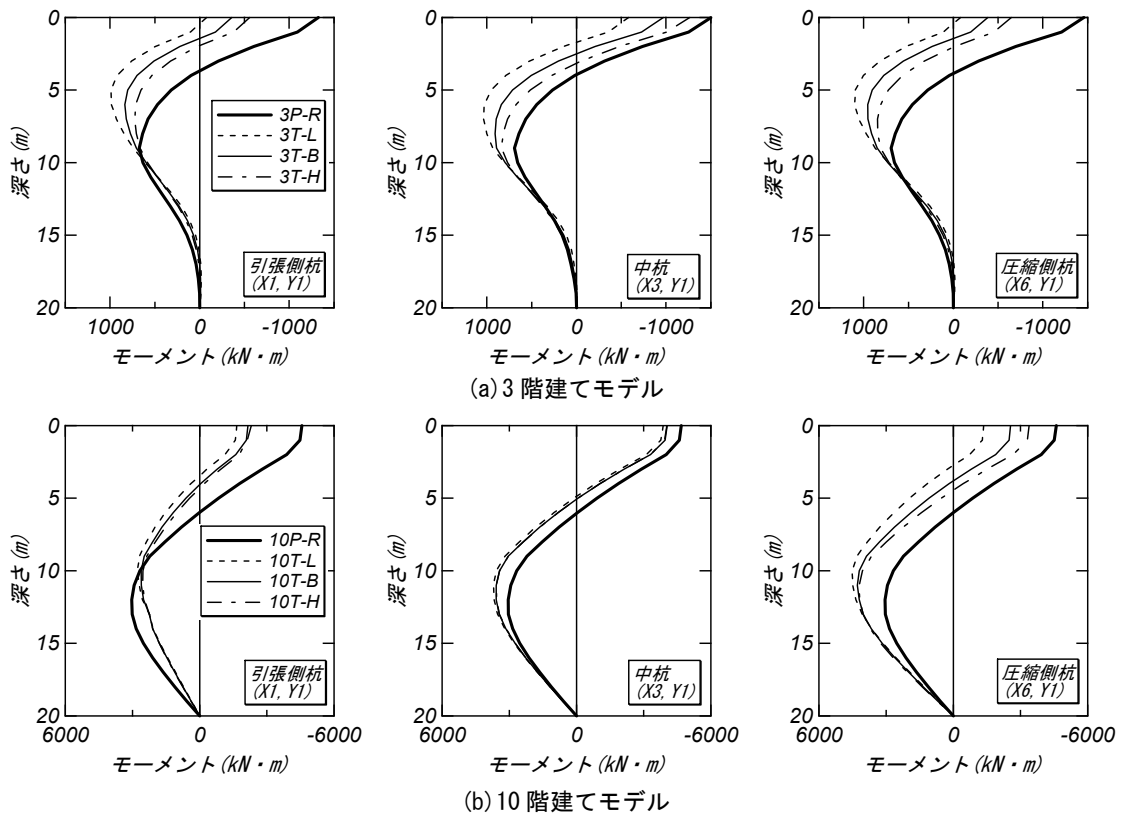 0
5
10
15
20
深さ(m)
1000 0 -1000
モーメント(kN・m)
3P-R
3T-L
3T-B
3T-H
引張側杭
(X1, Y1)
0
5
10
15
20
深さ(m)
1000 0 -1000
モーメント(kN・m)
中杭
(X3, Y1)
0
5
10
15
20
深さ(m)
1000 0 -1000
モーメント(kN・m)
圧縮側杭
(X6, Y1)
(a)3 階建てモデル
0
5
10
15
20
深さ(m)
6000 0 -6000
モーメント(kN・m)
10P-R
10T-L
10T-B
10T-H
引張側杭
(X1, Y1)
0
5
10
15
20
深さ(m)
6000 0 -6000
モーメント(kN・m)
中杭
(X3, Y1)
0
5
10
15
20
深さ(m)
6000 0 -6000
モーメント(kN・m)
圧縮側杭
(X6, Y1)
(b)10 階建てモデル